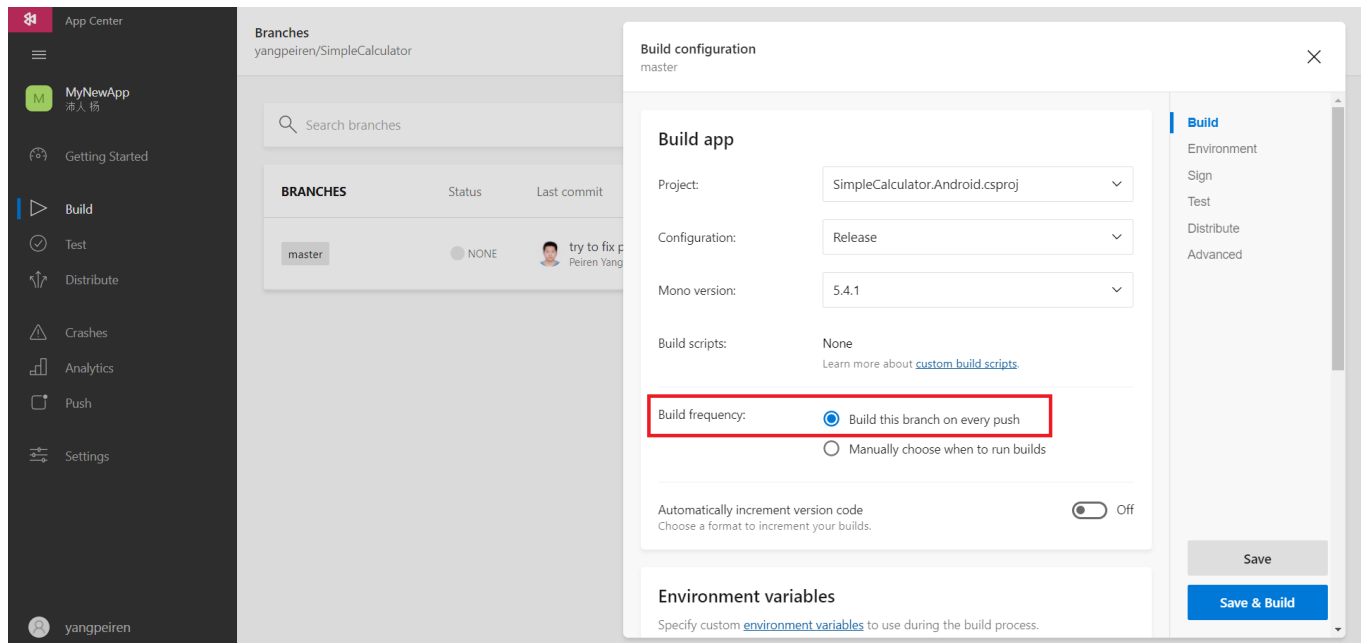 App Center
MyNewApp
沛人 杨
Getting Started
Build
Test
Distribute
Crashes
Analytics
Push
Settings
yangpeiren
Branches
yangpeiren/SimpleCalculator
Search branches
BRANCHES Status Last commit
master NONE try to fix p
Peiren Yang
Build configuration
master
Build app
Project: SimpleCalculator.Android.csproj
Configuration: Release
Mono version: 5.4.1
Build scripts: None
Learn more about custom build scripts.
Build frequency: Build this branch on every push
Manually choose when to run builds
Automatically increment version code Off
Choose a format to increment your builds.
Environment variables
Specify custom environment variables to use during the build process.
Build
Environment
Sign
Test
Distribute
Advanced
Save
Save & Build